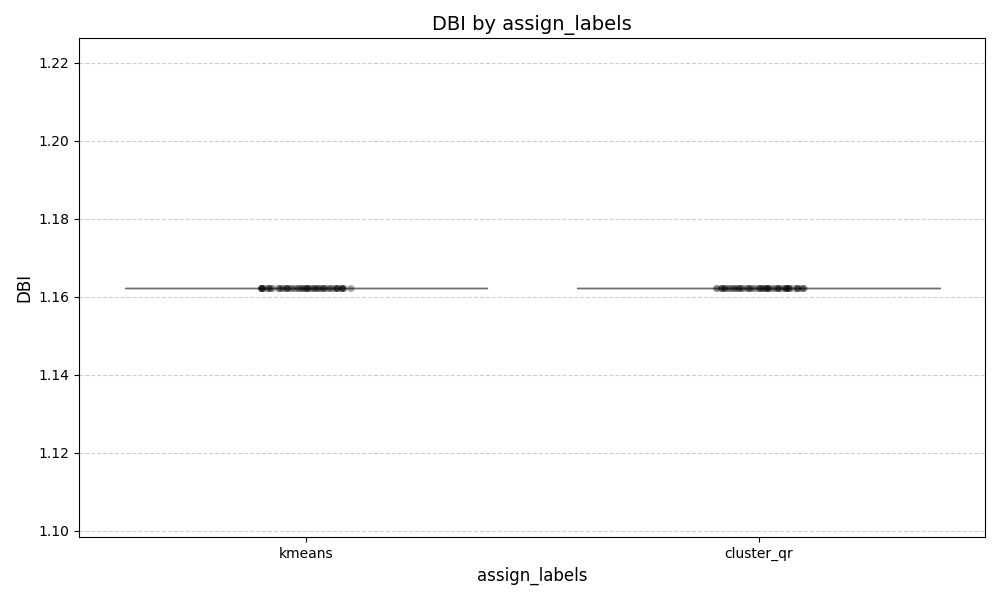 DBI by assign_labels
1.22
1.20
1.18
1.16
1.14
1.12
1.10
DBI
kmeans
cluster_qr
assign_labels